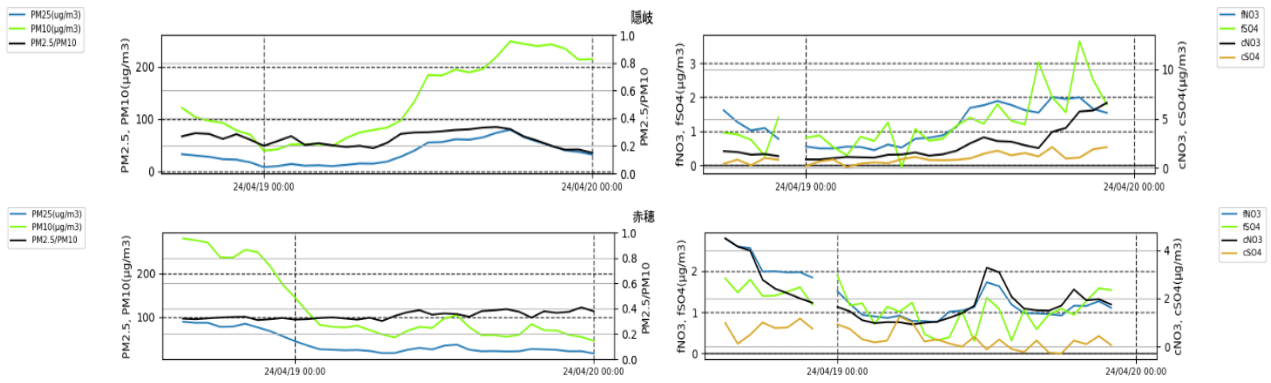 隠岐
PM25(ug/m3)
PM10(μg/m3)
PM2.5/PM10
PM2.5, PM10(μg/m3)
200
100
0
1.0
0.8
0.6
0.4
0.2
0.0
PM2.5/PM10
24/04/19 00:00
24/04/20 00:00
fNO3, fSO4(μg/m3)
3
2
1
0
10
5
0
cNO3, cSO4(μg/m3)
24/04/19 00:00
24/04/20 00:00
fNO3
fSO4
cNO3
cSO4
赤穂
PM25(ug/m3)
PM10(μg/m3)
PM2.5/PM10
PM2.5, PM10(μg/m3)
200
100
1.0
0.8
0.6
0.4
0.2
0.0
PM2.5/PM10
24/04/19 00:00
24/04/20 00:00
fNO3, fSO4(μg/m3)
2
1
0
4
2
0
cNO3, cSO4(μg/m3)
24/04/19 00:00
24/04/20 00:00
fNO3
fSO4
cNO3
cSO4